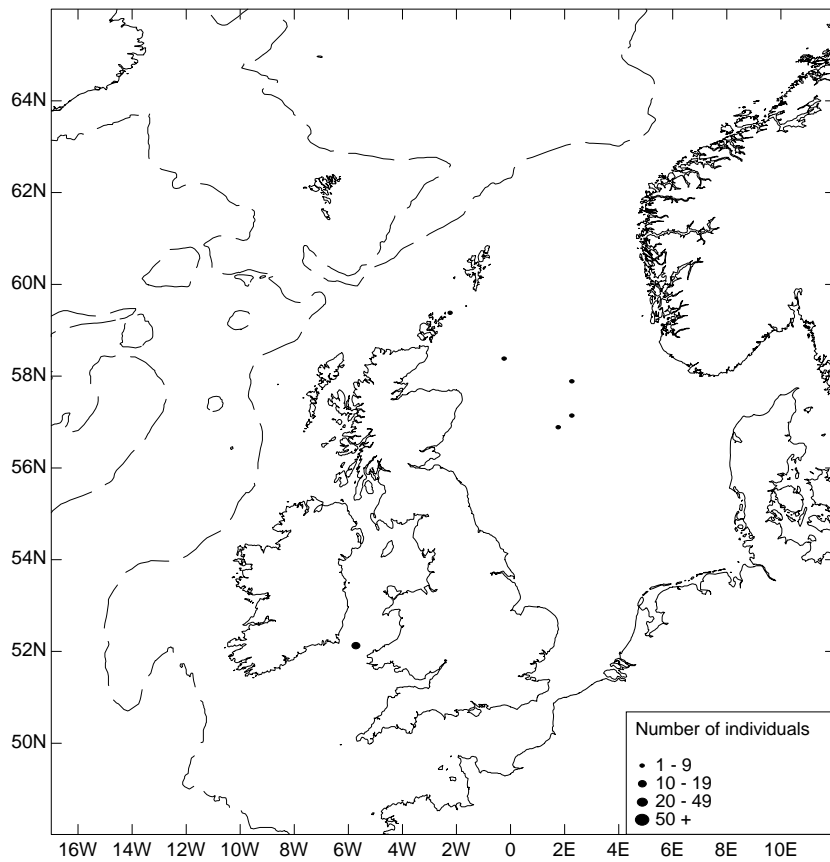 64N
62N
60N
58N
56N
54N
52N
50N
Number of individuals
1 - 9
10 - 19
20 - 49
50 +
16W 14W 12W 10W 8W 6W 4W 2W 0 2E 4E 6E 8E 10E